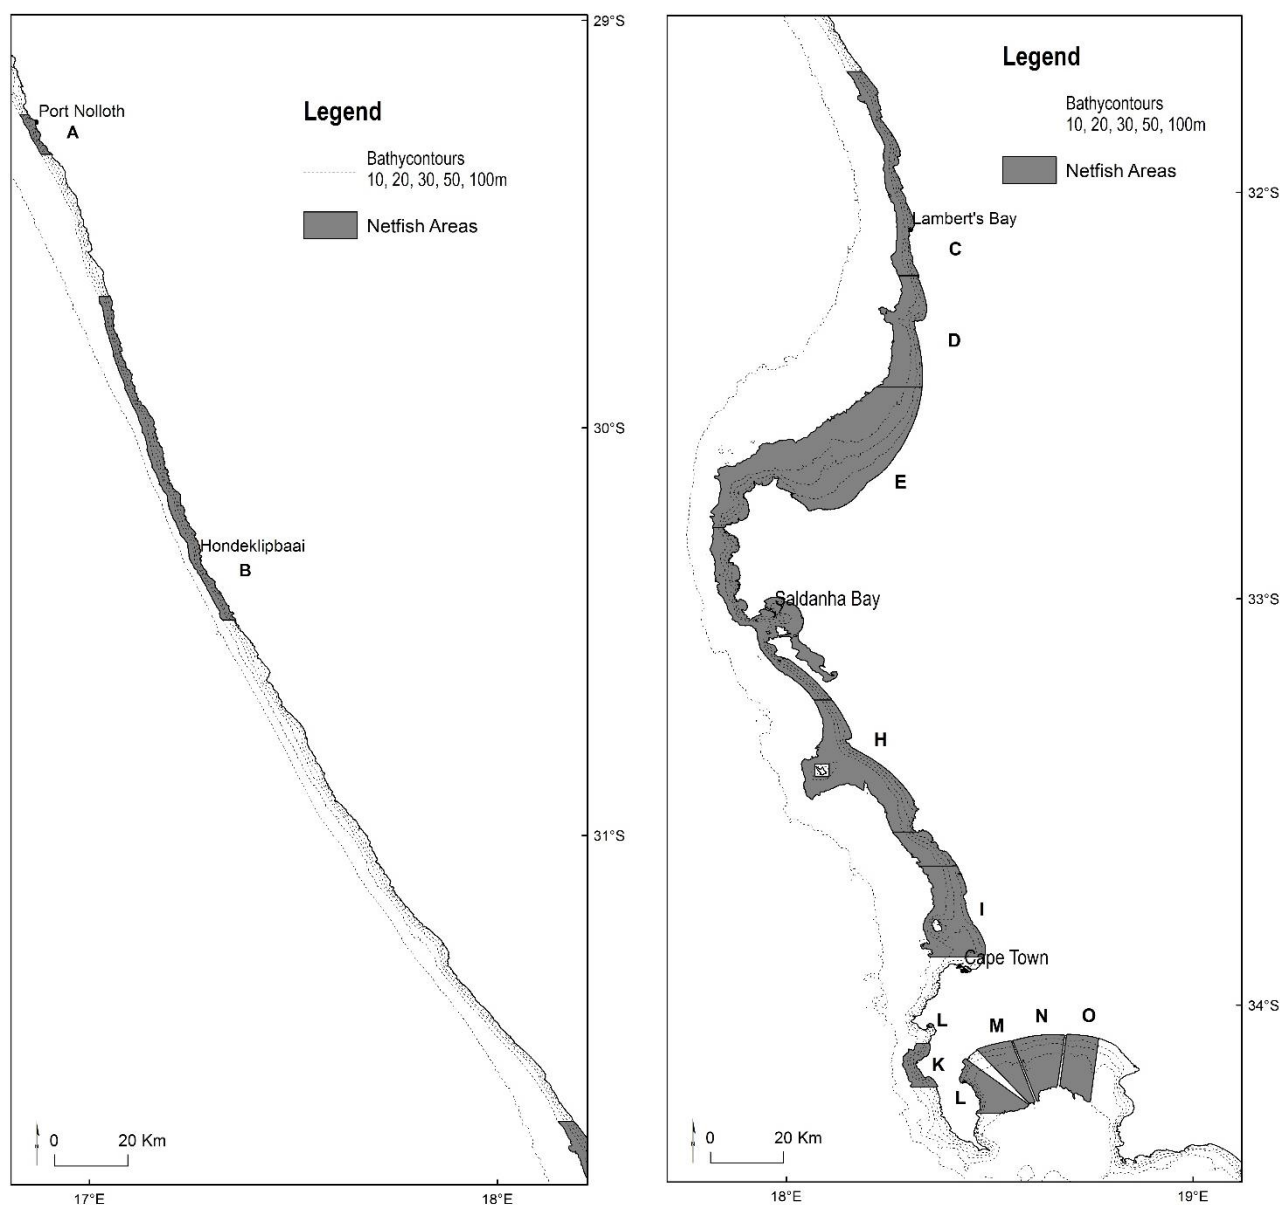 29°S
Port Nolloth
A
Legend
Bathycontours
10, 20, 30, 50, 100m
Netfish Areas
30°S
Hondeklipbaai
B
31°S
0 20 Km
17°E 18°E
Legend
Bathycontours
10, 20, 30, 50, 100m
Netfish Areas
32°S
Lambert's Bay
C
D
E
Saldanha Bay
33°S
H
I
Cape Town
34°S
L
M
N
O
K
L
0 20 Km
18°E 19°E